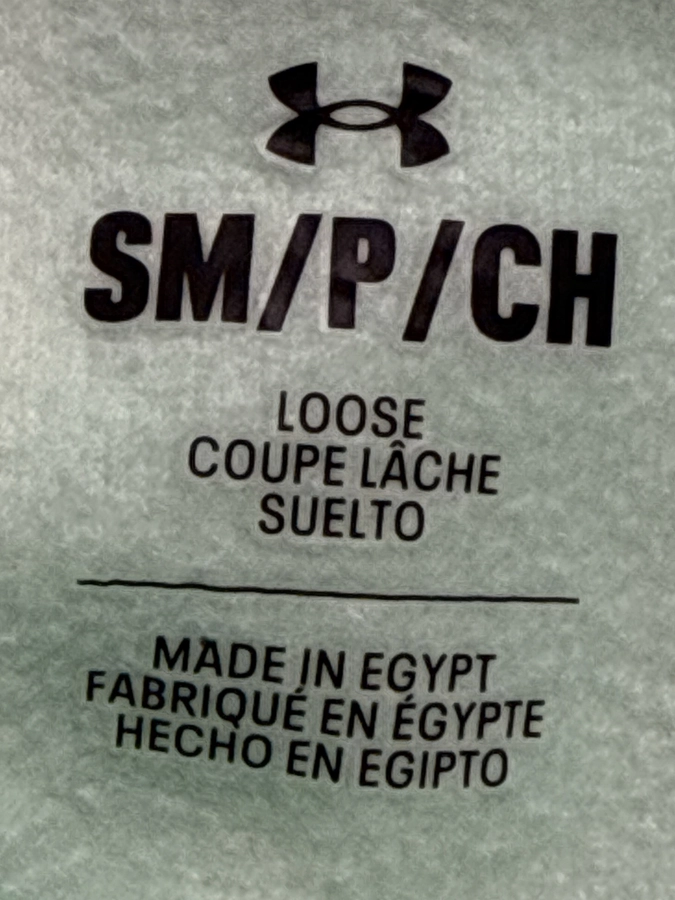 SM/P/CH
LOOSE
COUPE LÂCHE
SUELTO
MADE IN EGYPT
FABRIQUÉ EN ÉGYPTE
HECHO EN EGIPTO